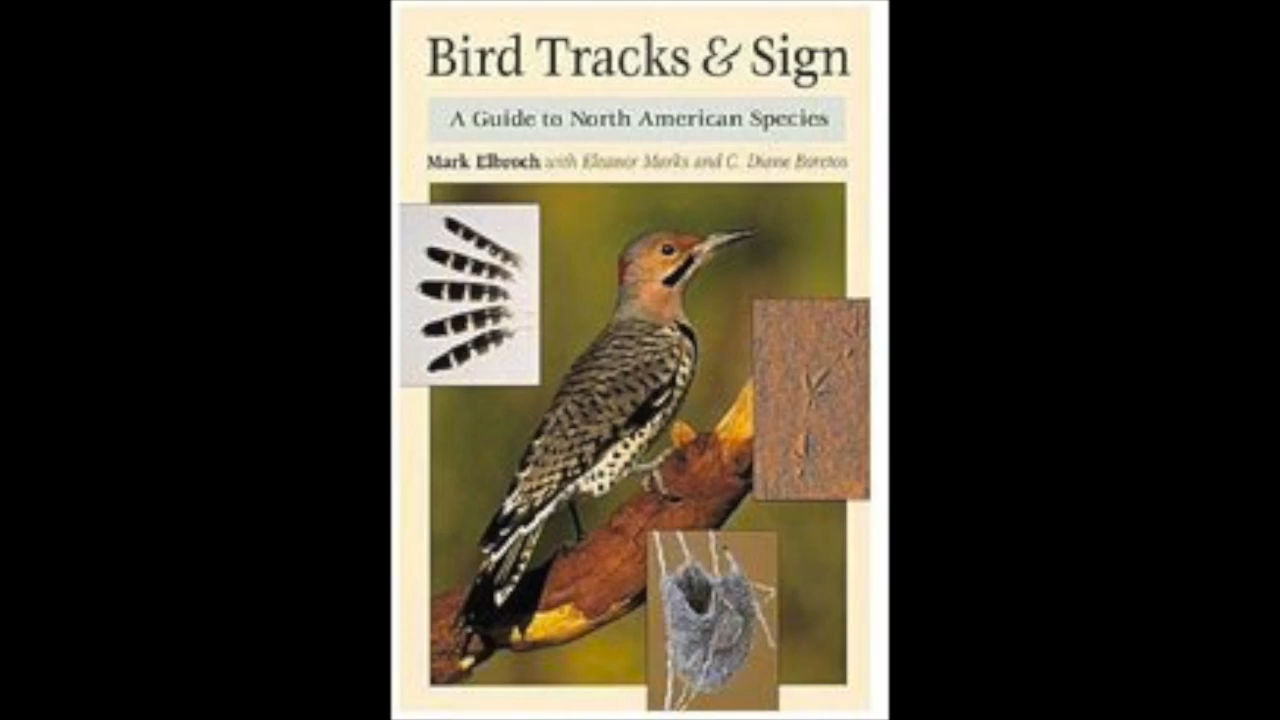 Bird Tracks & Sign
A Guide to North American Species
Mark Elbroch with Eleanor Marks and C. Diane Boretos